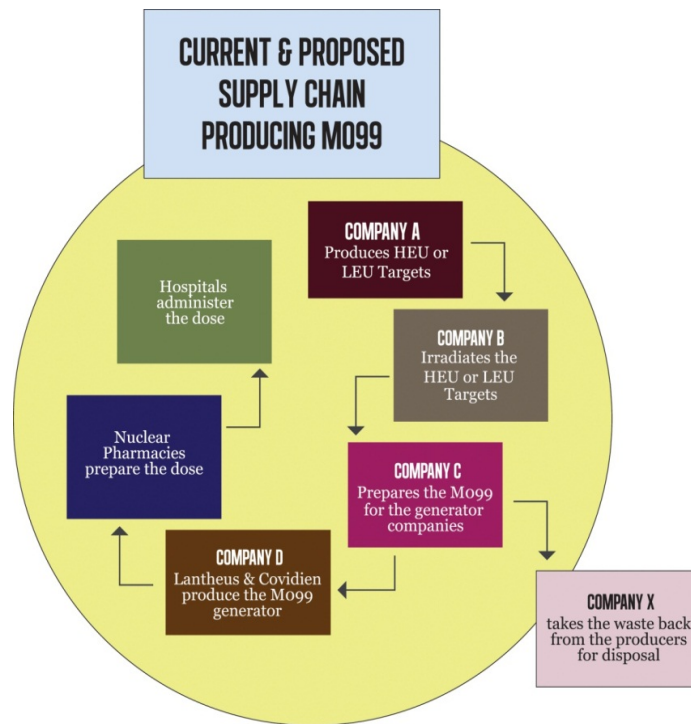 CURRENT & PROPOSED
SUPPLY CHAIN
PRODUCING MO99
COMPANY A
Produces HEU or
LEU Targets
COMPANY B
Irradiates the
HEU or LEU
Targets
COMPANY C
Prepares the MO99
for the generator
companies
COMPANY X
takes the waste back
from the producers
for disposal
COMPANY D
Lantheus & Covidien
produce the MO99
generator
Nuclear
Pharmacies
prepare the dose
Hospitals
administer
the dose